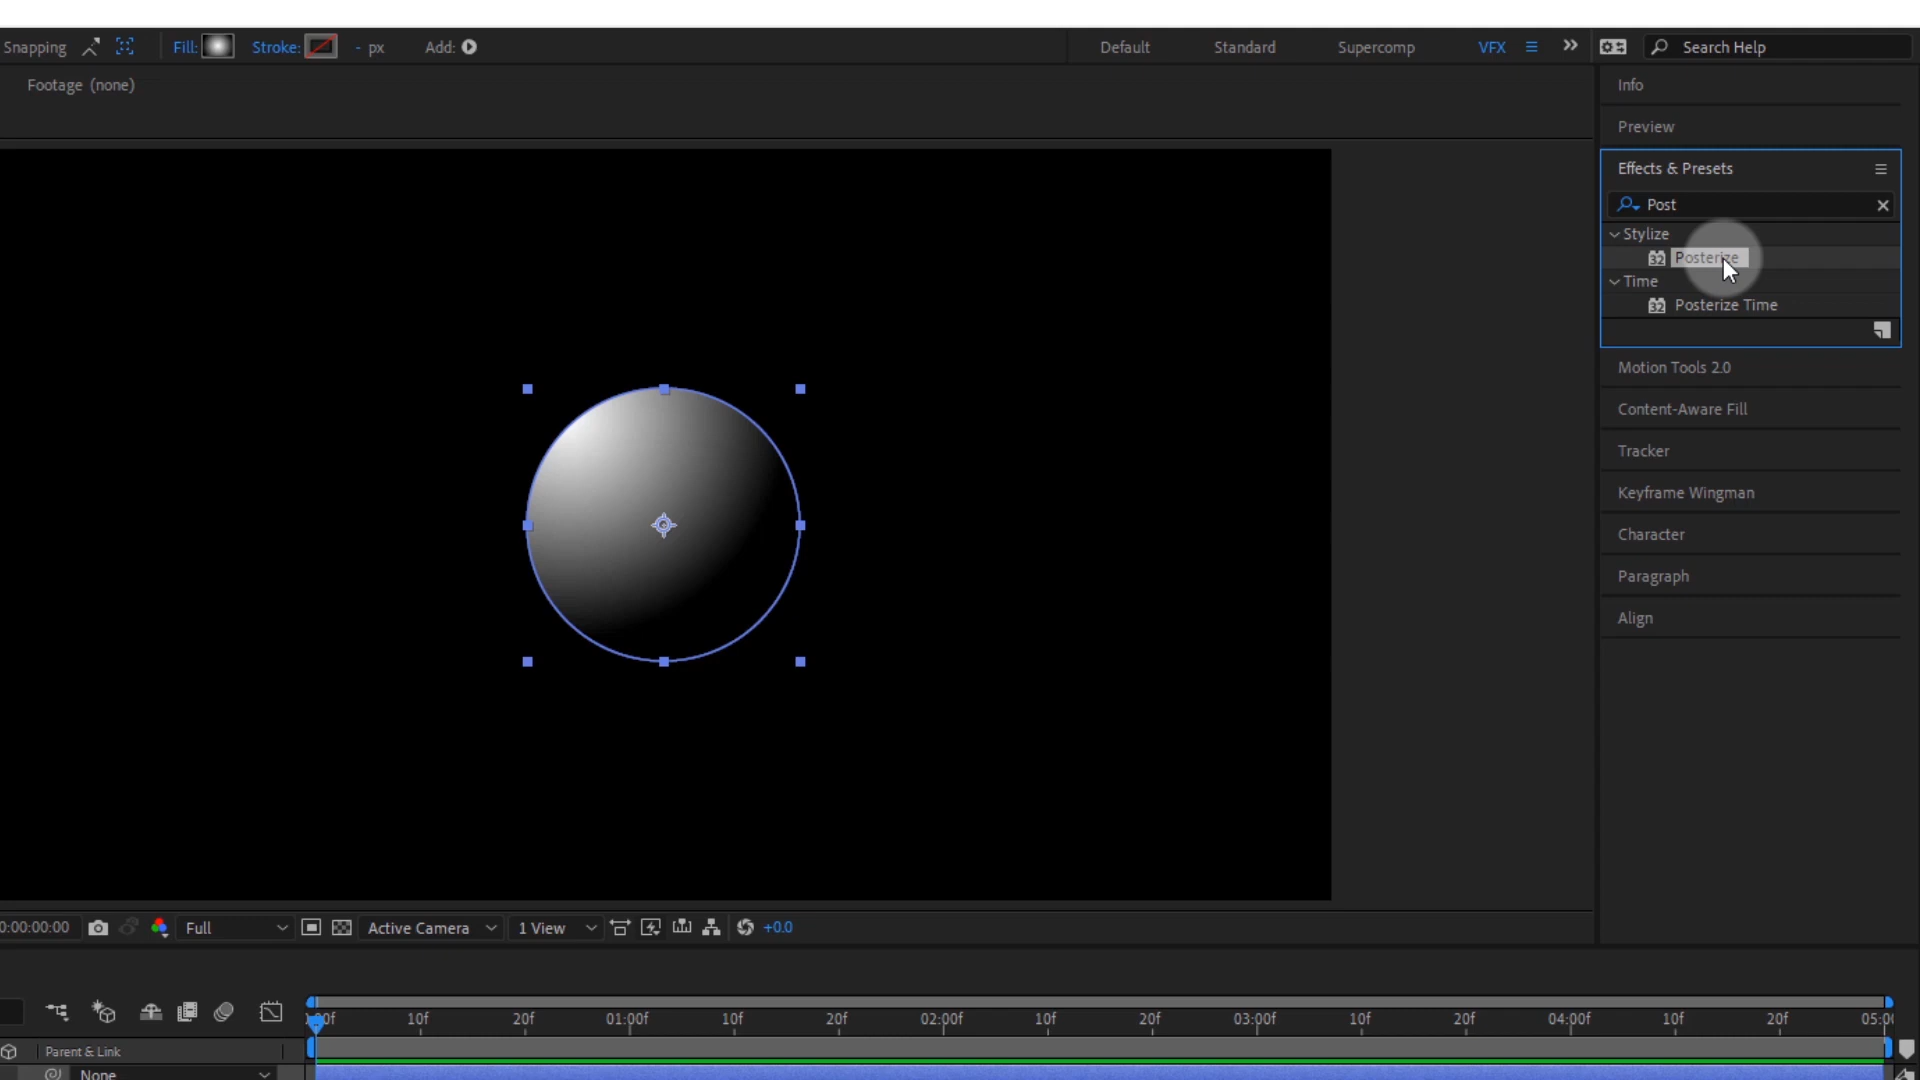 Snapping Fill: Stroke: - px Add: Default Standard Supercomp VFX Search Help
Footage (none)
Info
Preview
Effects & Presets
Post
Stylize
32 Posterize
Time
32 Posterize Time
Motion Tools 2.0
Content-Aware Fill
Tracker
Keyframe Wingman
Character
Paragraph
Align
0:00:00:00 Full Active Camera 1 View +0.0
10f 20f 01:00f 10f 20f 02:00f 10f 20f 03:00f 10f 20f 04:00f 10f 20f
Parent & Link
None